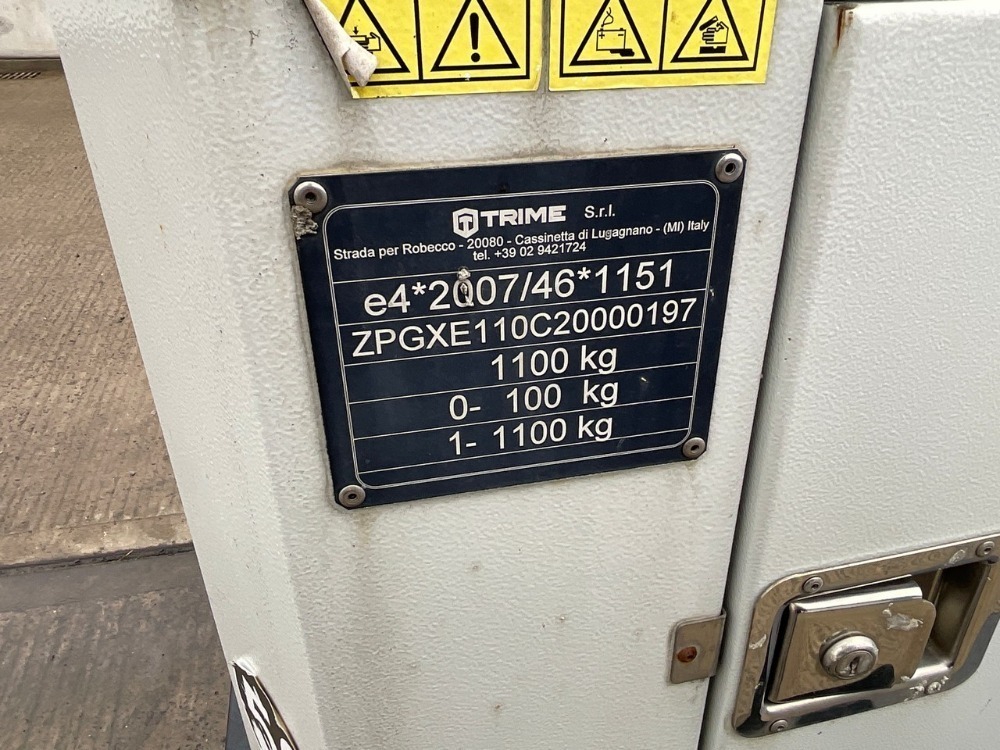 TRIME S.r.l.
Strada per Robecco - 20080 - Cassinetta di Lugagnano - (MI) Italy
tel. +39 02 9421724
e4*2007/46*1151
ZPGXE110C20000197
1100 kg
0- 100 kg
1- 1100 kg